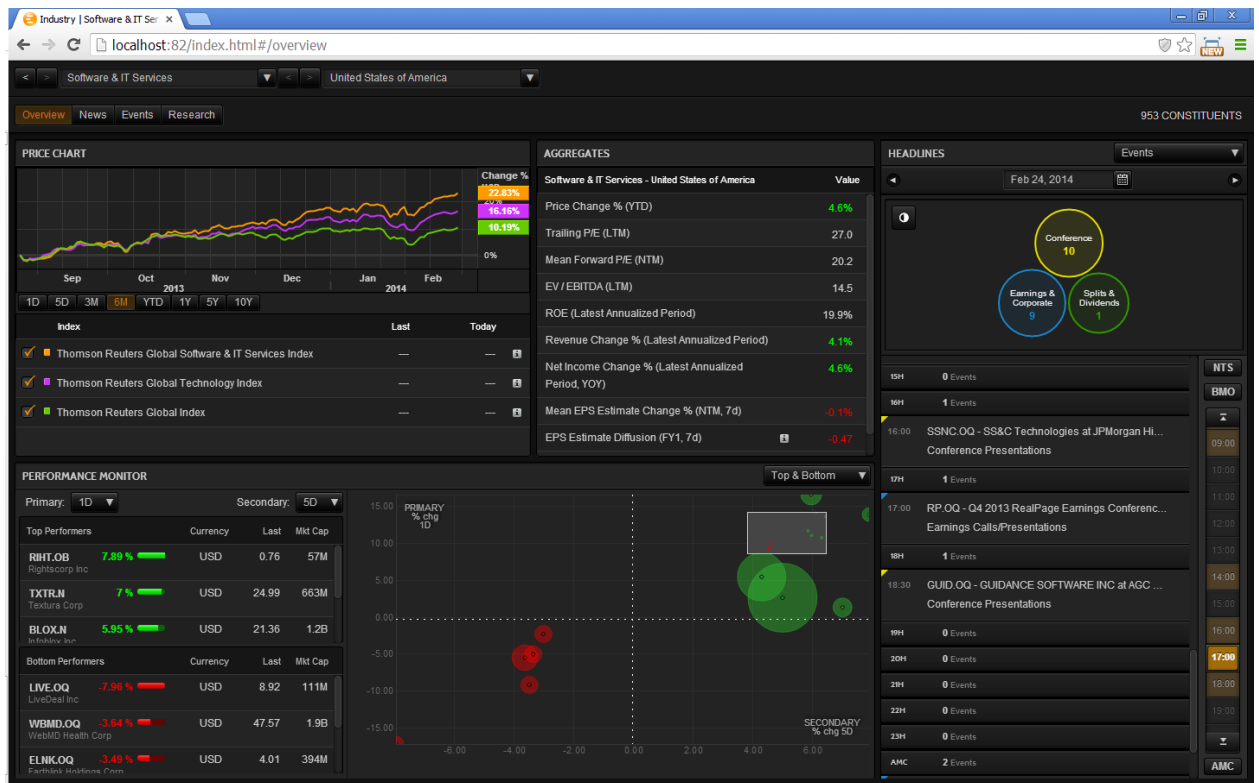 Industry | Software & IT Ser
localhost:82/index.html#/overview
NEW
Software & IT Services
United States of America
Overview News Events Research
953 CONSTITUENTS
PRICE CHART
Change %
22.83%
20%
16.16%
10.19%
0%
Sep Oct Nov Dec Jan Feb
2013 2014
1D 5D 3M 6M YTD 1Y 5Y 10Y
Index Last Today
Thomson Reuters Global Software & IT Services Index --- ---
Thomson Reuters Global Technology Index --- ---
Thomson Reuters Global Index --- ---
AGGREGATES
Software & IT Services - United States of America Value
Price Change % (YTD) 4.6%
Trailing P/E (LTM) 27.0
Mean Forward P/E (NTM) 20.2
EV / EBITDA (LTM) 14.5
ROE (Latest Annualized Period) 19.9%
Revenue Change % (Latest Annualized Period) 4.1%
Net Income Change % (Latest Annualized
Period, YOY) 4.6%
Mean EPS Estimate Change % (NTM, 7d) -0.1%
EPS Estimate Diffusion (FY1, 7d) -0.47
HEADLINES
Events
Feb 24, 2014
Conference
10
Earnings &
Corporate
9
Splits &
Dividends
1
15H 0 Events
16H 1 Events
16:00 SSNC.OQ - SS&C Technologies at JPMorgan Hi...
Conference Presentations
17H 1 Events
17:00 RP.OQ - Q4 2013 RealPage Earnings Conferenc...
Earnings Calls/Presentations
18H 1 Events
18:30 GUID.OQ - GUIDANCE SOFTWARE INC at AGC ...
Conference Presentations
19H 0 Events
20H 0 Events
21H 0 Events
22H 0 Events
23H 0 Events
AMC 2 Events
NTS
BMO
09:00
10:00
11:00
12:00
13:00
14:00
15:00
16:00
17:00
18:00
19:00
AMC
PERFORMANCE MONITOR
Top & Bottom
Primary: 1D Secondary: 5D
Top Performers Currency Last Mkt Cap
RIHT.OB 7.89 % USD 0.76 57M
Rightscorp Inc
TXTR.N 7 % USD 24.99 663M
Textura Corp
BLOX.N 5.95 % USD 21.36 1.2B
Infoblox Inc
Bottom Performers Currency Last Mkt Cap
LIVE.OQ -7.96 % USD 8.92 111M
LiveDeal Inc
WBMD.OQ -3.64 % USD 47.57 1.9B
WebMD Health Corp
ELNK.OQ -3.49 % USD 4.01 394M
Earthlink Holdings Corp
PRIMARY
% chg
1D
15.00
10.00
5.00
0.00
-5.00
-10.00
-15.00
SECONDARY
% chg 5D
-6.00 -4.00 -2.00 0.00 2.00 4.00 6.00